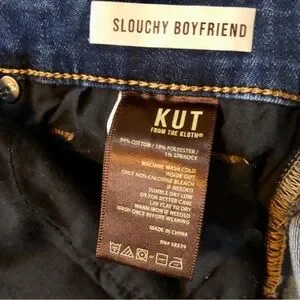 SLOUCHY BOYFRIEND
KUT
FROM THE KLOTH®
COTTON / 10% POLYESTER /
1% SPANDEX
MACHINE WASH COLD
INSIDE OUT
ONLY NON-CHLORINE BLEACH
IF NEEDED
TUMBLE DRY LOW
OR FOR BETTER CARE
LAY FLAT TO DRY
WARM IRON IF NEEDED
WASH ONCE BEFORE WEARING
MADE IN CHINA
RN#